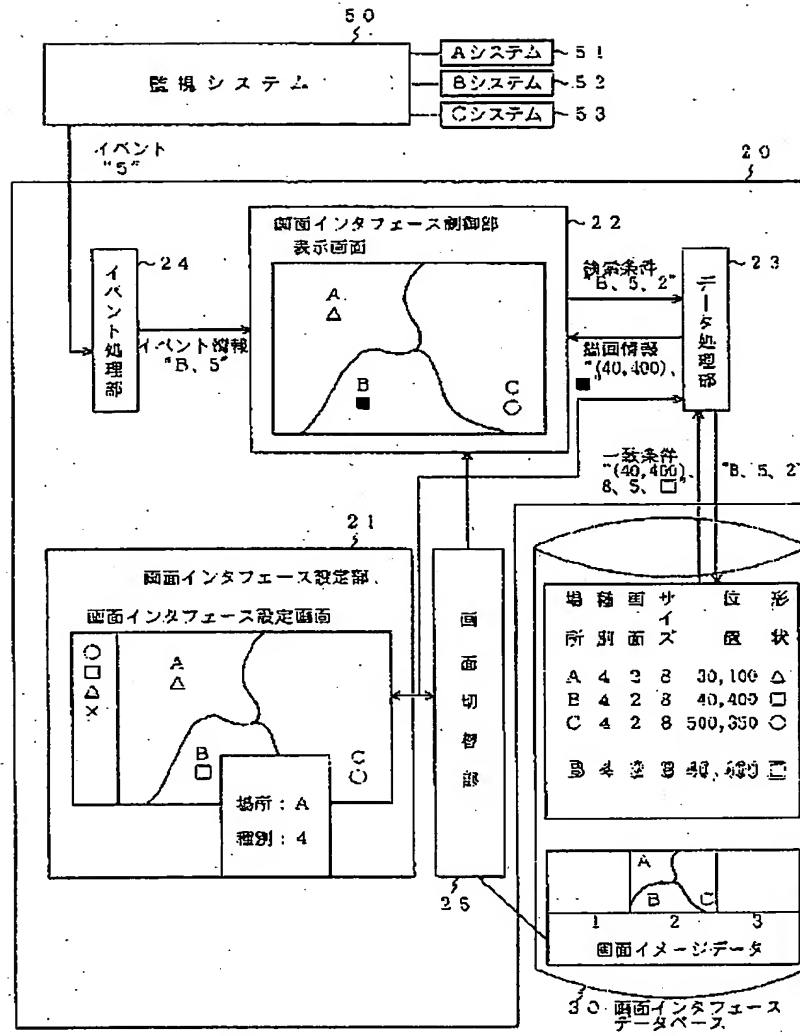 50
監視システム
Aシステム 51
Bシステム 52
Cシステム 53
イベント
"5"
20
22
画面インタフェース制御部
表示画面
A
B
C
24
イベント処理部
イベント情報
"B、5"
検索条件
"B、5、2"
23
データ処理部
描画情報
"(40,400)、
■"
一致条件
"(40,400)、
8、5、□"
"B、5、2"
21
画面インタフェース設定部
画面インタフェース設定画面
○
□
△
×
A
B
C
場所：A
種別：4
画面切替部
25
場所 種別 画面 サイズ 位置 形状
A 4 2 8 30,100 △
B 4 2 8 40,400 □
C 4 2 8 500,350 ○
B 4 2 8 40,400 □
A
B
C
1 2 3
画面イメージデータ
30 画面インタフェース
データベース